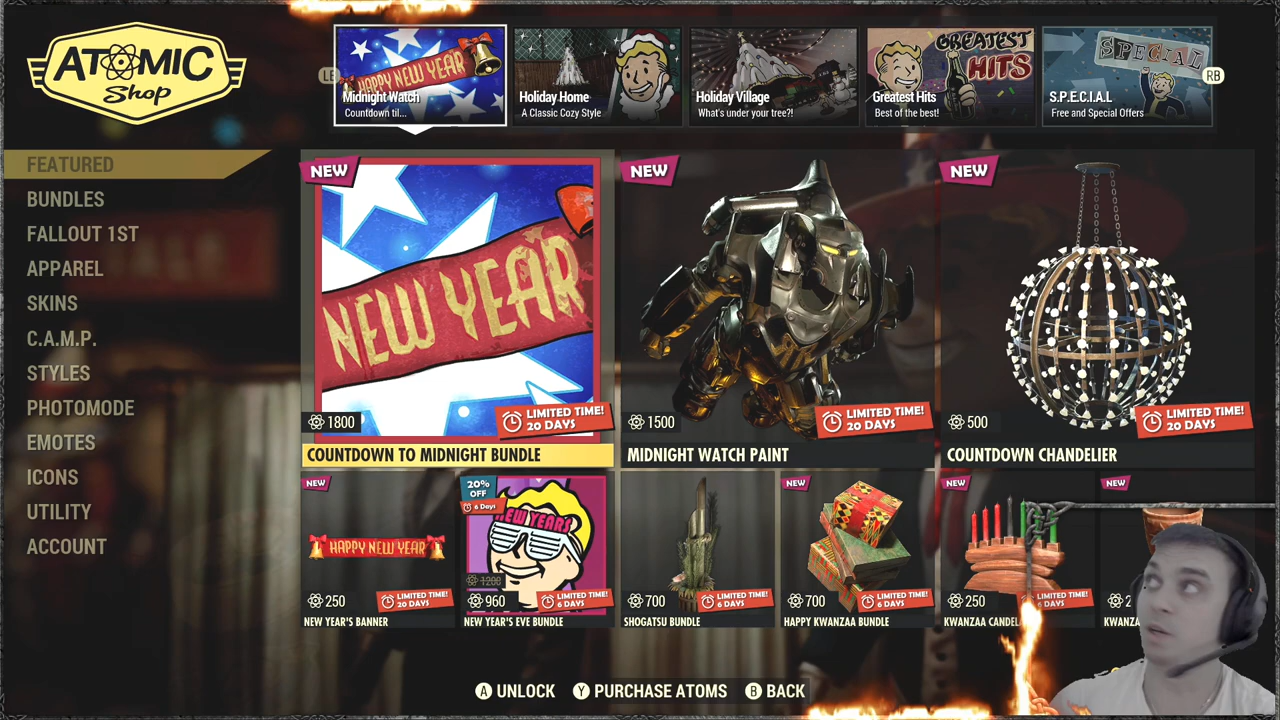 ATOMIC
Shop
HAPPY NEW YEAR
Midnight Watch
Countdown til...
Holiday Home
A Classic Cozy Style
Holiday Village
What's under your tree?!
GREATEST
HITS
Greatest Hits
Best of the best!
SPECIAL
S.P.E.C.I.A.L
Free and Special Offers
RB
FEATURED
BUNDLES
FALLOUT 1ST
APPAREL
SKINS
C.A.M.P.
STYLES
PHOTOMODE
EMOTES
ICONS
UTILITY
ACCOUNT
NEW
NEW YEAR
1800
LIMITED TIME!
20 DAYS
COUNTDOWN TO MIDNIGHT BUNDLE
NEW
1500
LIMITED TIME!
20 DAYS
MIDNIGHT WATCH PAINT
NEW
500
LIMITED TIME!
20 DAYS
COUNTDOWN CHANDELIER
NEW
HAPPY NEW YEAR
250
LIMITED TIME!
20 DAYS
NEW YEAR'S BANNER
20%
OFF
6 Days
NEW YEARS
1200
960
LIMITED TIME!
6 DAYS
NEW YEAR'S EVE BUNDLE
700
LIMITED TIME!
6 DAYS
SHOGATSU BUNDLE
NEW
700
LIMITED TIME!
6 DAYS
HAPPY KWANZAA BUNDLE
NEW
250
LIMITED TIME!
6 DAYS
KWANZAA CANDEL
NEW
2
KWANZA
A UNLOCK
Y PURCHASE ATOMS
B BACK